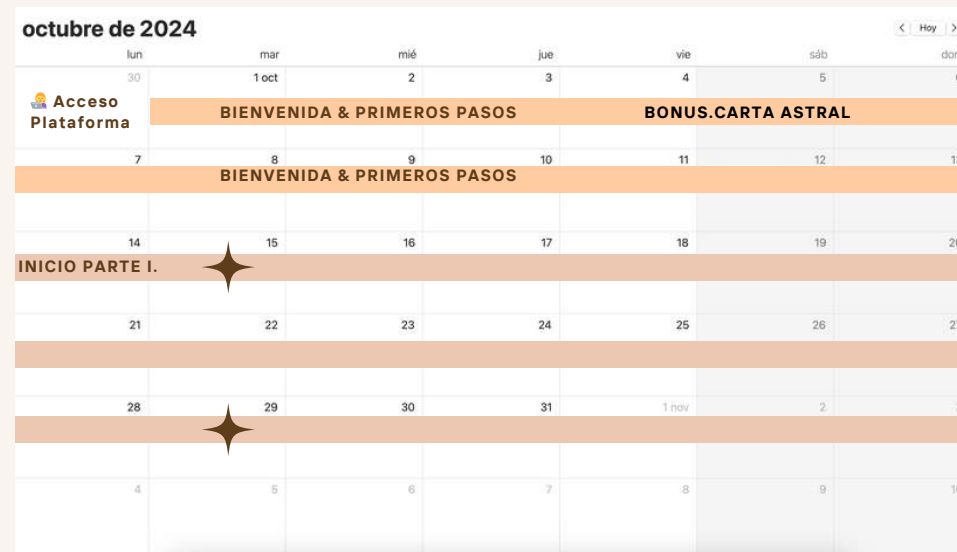 octubre de 2024
Hoy
lun mar mié jue vie sáb
30 1 oct 2 3 4 5
Acceso
Plataforma
BIENVENIDA & PRIMEROS PASOS BONUS.CARTA ASTRAL
7 8 9 10 11 12
BIENVENIDA & PRIMEROS PASOS
14 15 16 17 18 19
INICIO PARTE I.
21 22 23 24 25 26
28 29 30 31 1 nov 2
4 5 6 7 8 9